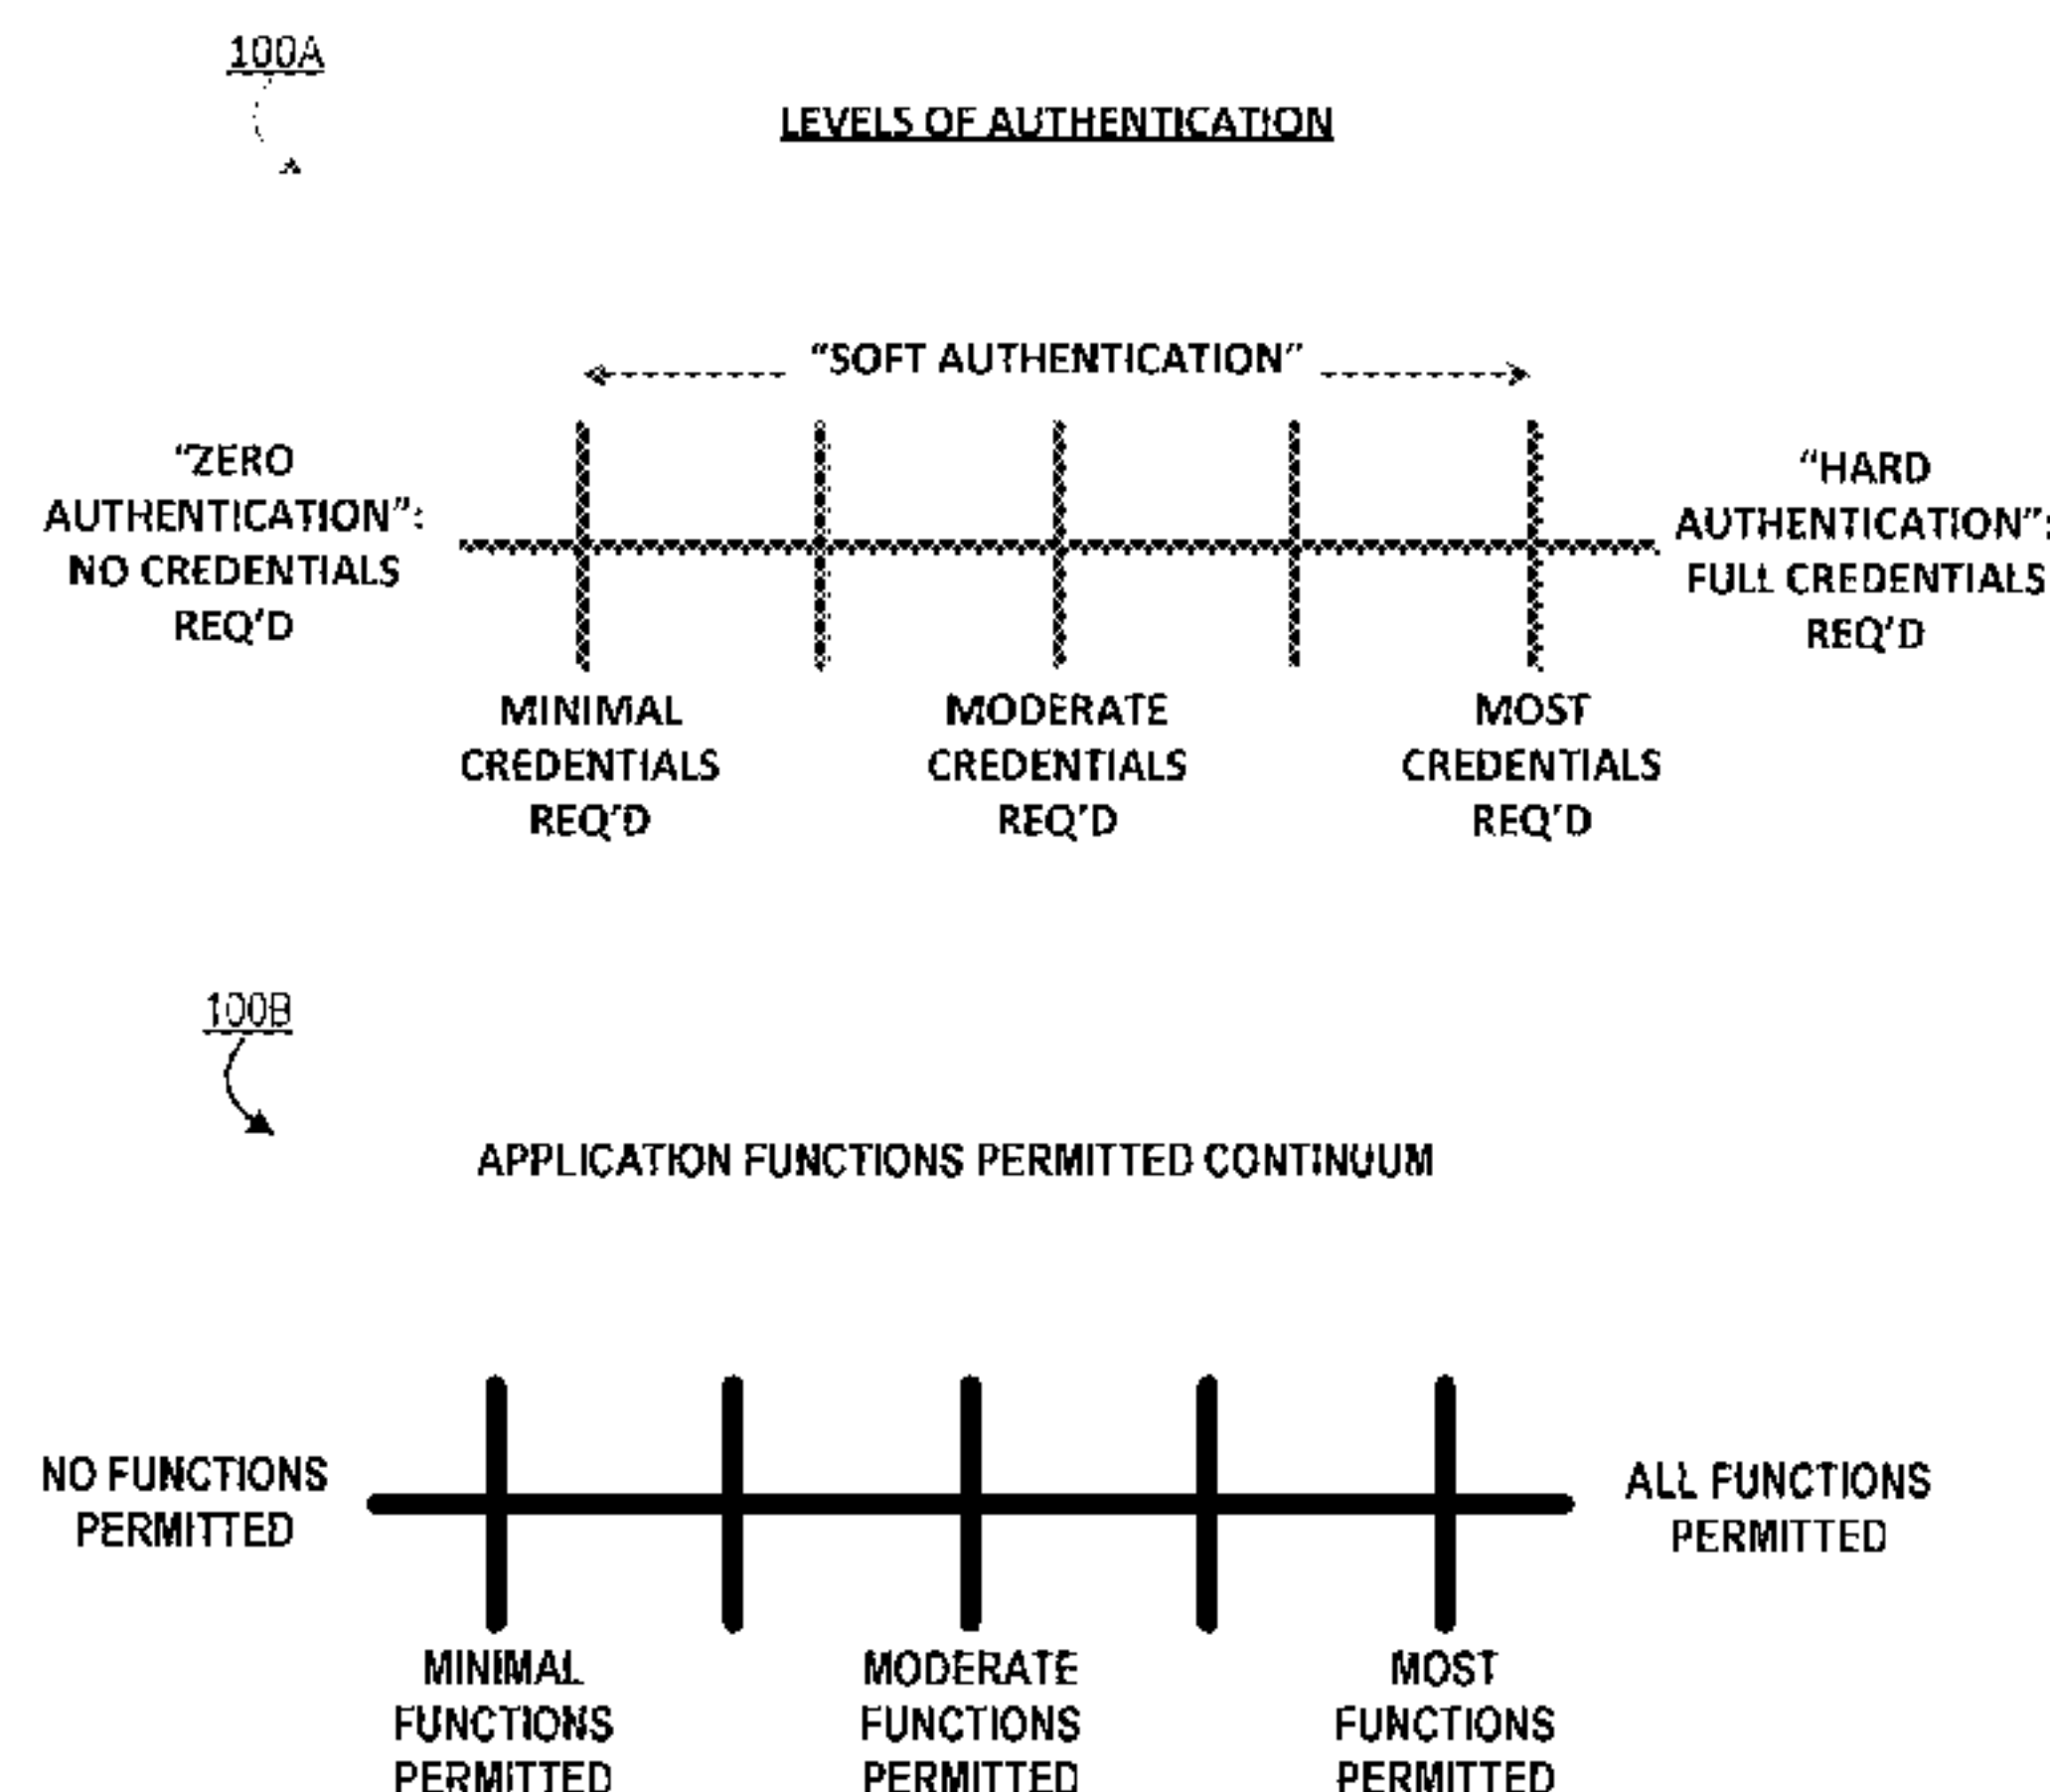 100A
LEVELS OF AUTHENTICATION
“SOFT AUTHENTICATION”
“ZERO
AUTHENTICATION”:
NO CREDENTIALS
REQ’D
“HARD
AUTHENTICATION”:
FULL CREDENTIALS
REQ’D
MINIMAL
CREDENTIALS
REQ’D
MODERATE
CREDENTIALS
REQ’D
MOST
CREDENTIALS
REQ’D
100B
APPLICATION FUNCTIONS PERMITTED CONTINUUM
NO FUNCTIONS
PERMITTED
ALL FUNCTIONS
PERMITTED
MINIMAL
FUNCTIONS
PERMITTED
MODERATE
FUNCTIONS
PERMITTED
MOST
FUNCTIONS
PERMITTED